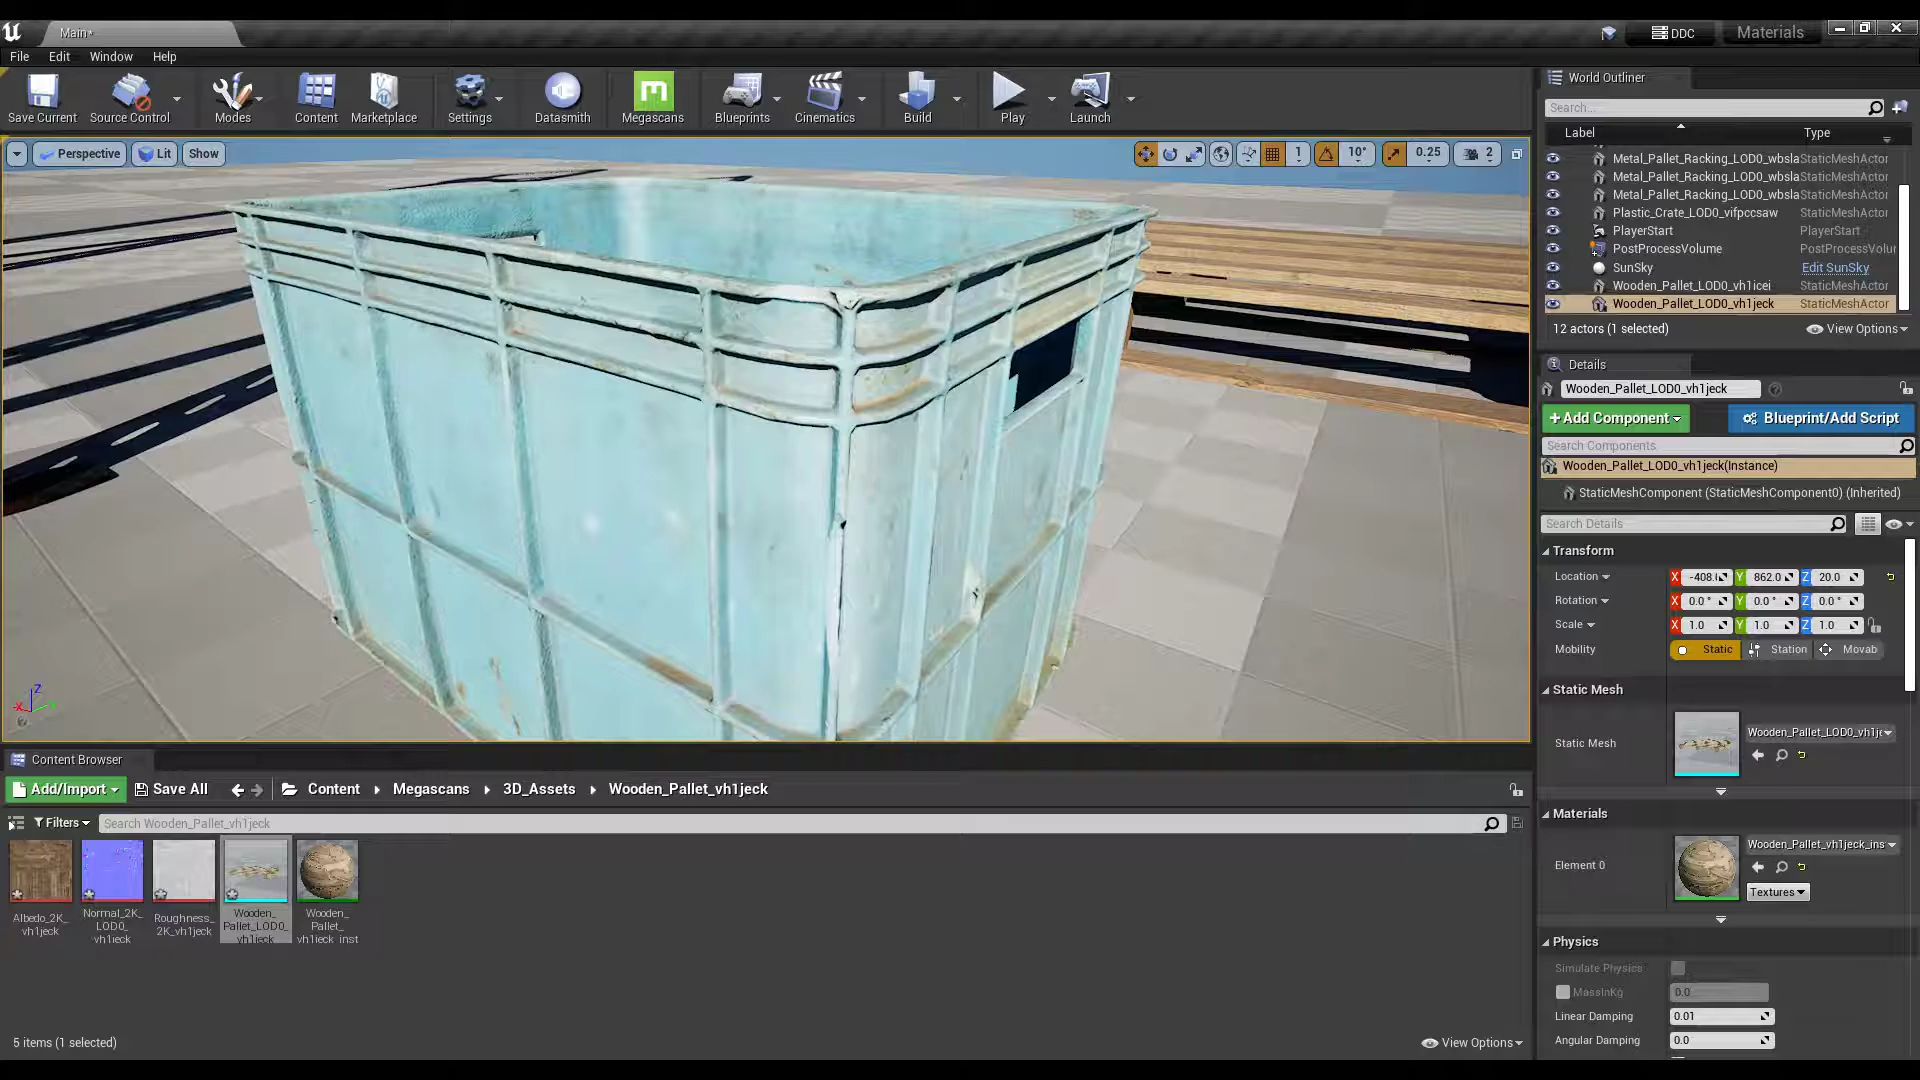 Main*
DDC
Materials
File Edit Window Help
Save Current
Source Control
Modes
Content
Marketplace
Settings
Datasmith
Megascans
Blueprints
Cinematics
Build
Play
Launch
Perspective
Lit
Show
1
10°
0.25
2
X
Z
World Outliner
Search...
Label Type
Metal_Pallet_Racking_LOD0_wbsla StaticMeshActor
Metal_Pallet_Racking_LOD0_wbsla StaticMeshActor
Metal_Pallet_Racking_LOD0_wbsla StaticMeshActor
Plastic_Crate_LOD0_vifpccsaw StaticMeshActor
PlayerStart PlayerStart
PostProcessVolume PostProcessVolu
SunSky Edit SunSky
Wooden_Pallet_LOD0_vh1icei StaticMeshActor
Wooden_Pallet_LOD0_vh1jeck StaticMeshActor
12 actors (1 selected) View Options
Details
Wooden_Pallet_LOD0_vh1jeck
+Add Component
Blueprint/Add Script
Search Components
Wooden_Pallet_LOD0_vh1jeck(Instance)
StaticMeshComponent (StaticMeshComponent0) (Inherited)
Search Details
Transform
Location X -408.( Y 862.0 Z 20.0
Rotation X 0.0 ° Y 0.0 ° Z 0.0 °
Scale X 1.0 Y 1.0 Z 1.0
Mobility Static Station Movab
Static Mesh
Static Mesh Wooden_Pallet_LOD0_vh1je
Materials
Element 0 Wooden_Pallet_vh1jeck_ins
Textures
Physics
Simulate Physics
MassInKg 0.0
Linear Damping 0.01
Angular Damping 0.0
Content Browser
Add/Import Save All Content Megascans 3D_Assets Wooden_Pallet_vh1jeck
Filters Search Wooden_Pallet_vh1jeck
Albedo_2K_
vh1jeck
Normal_2K_
LOD0_
vh1jeck
Roughness_
2K_vh1jeck
Wooden_
Pallet_LOD0_
vh1jeck
Wooden_
Pallet_
vh1jeck_inst
5 items (1 selected) View Options